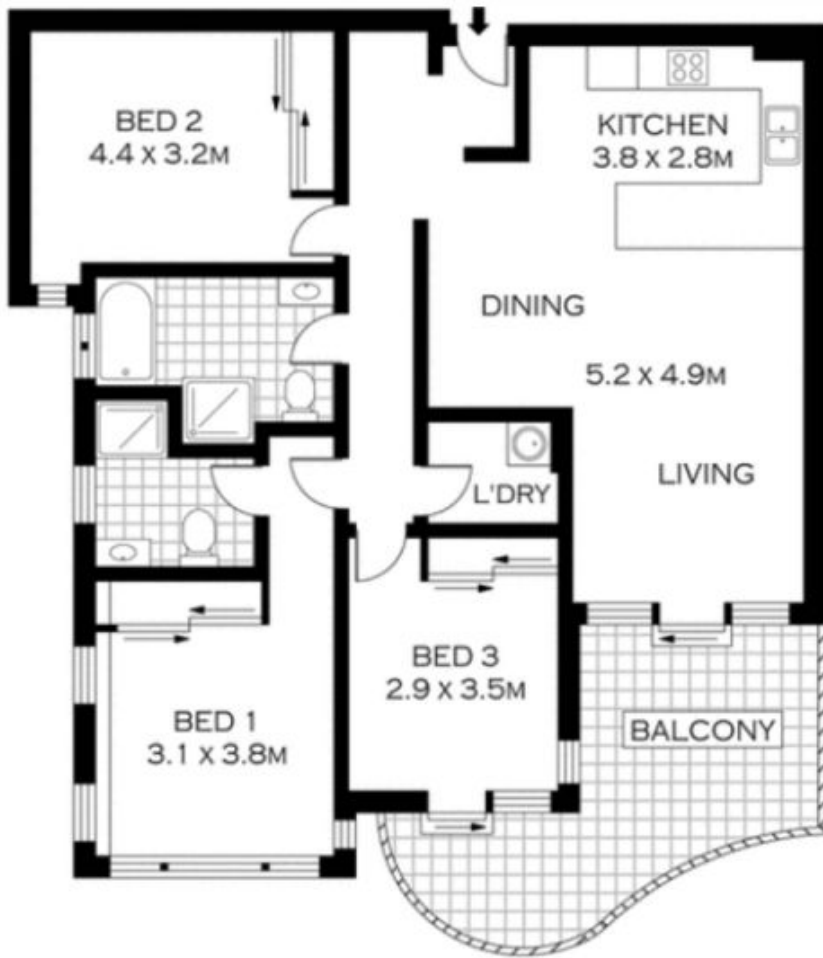 BED 2
4.4 X 3.2M
KITCHEN
3.8 X 2.8M
DINING
5.2 X 4.9M
LIVING
L'DRY
BED 3
2.9 X 3.5M
BED 1
3.1 X 3.8M
BALCONY